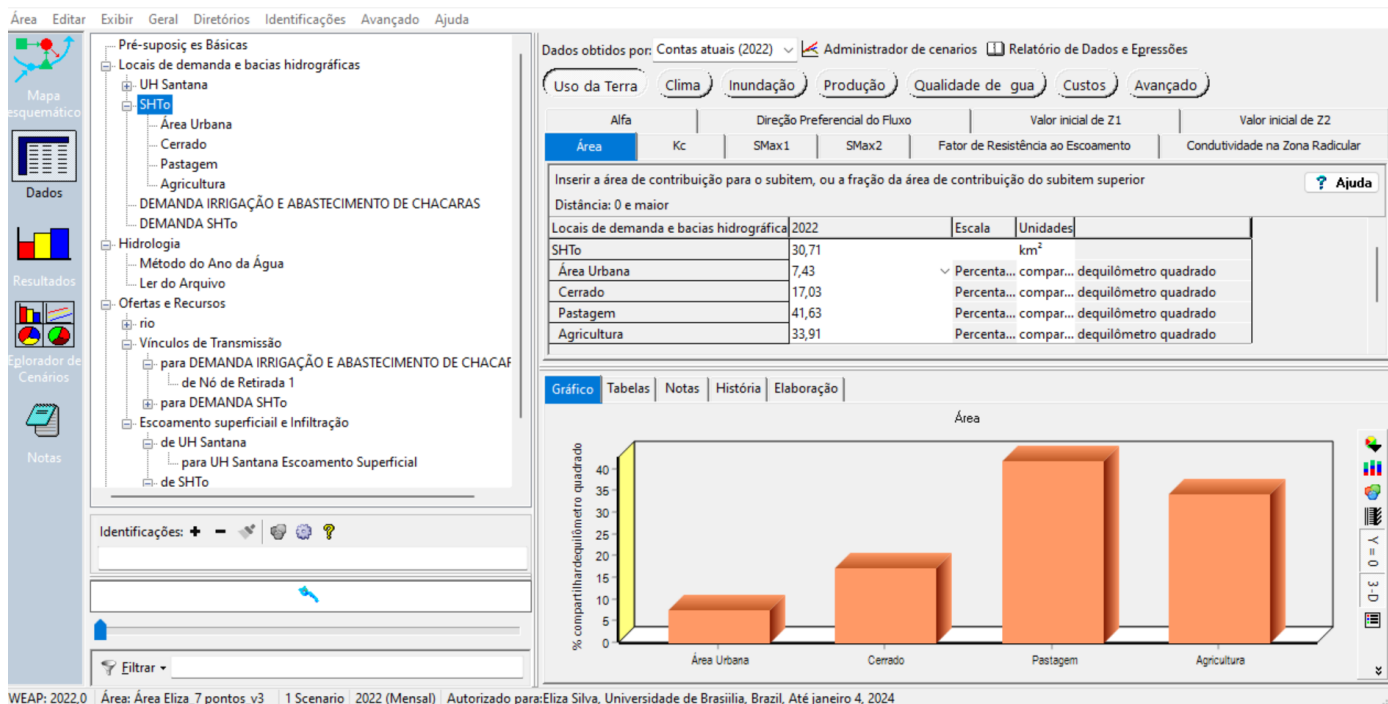 Área Editar Exibir Geral Diretórios Identificações Avançado Ajuda
Mapa
esquemático
Dados
Resultados
Eplorador de
Cenários
Notas
Pré-suposiç es Básicas
Locais de demanda e bacias hidrográficas
UH Santana
SHTo
Área Urbana
Cerrado
Pastagem
Agricultura
DEMANDA IRRIGAÇÃO E ABASTECIMENTO DE CHACARAS
DEMANDA SHTo
Hidrologia
Método do Ano da Água
Ler do Arquivo
Ofertas e Recursos
rio
Vínculos de Transmissão
para DEMANDA IRRIGAÇÃO E ABASTECIMENTO DE CHACAR
de Nó de Retirada 1
para DEMANDA SHTo
Escoamento superficiail e Infiltração
de UH Santana
para UH Santana Escoamento Superficial
de SHTo
Identificações:
Filtrar
Dados obtidos por: Contas atuais (2022) Administrador de cenarios Relatório de Dados e Epressões
Uso da Terra Clima Inundação Produção Qualidade de gua Custos Avançado
Alfa Direção Preferencial do Fluxo Valor inicial de Z1 Valor inicial de Z2
Área Kc SMax1 SMax2 Fator de Resistência ao Escoamento Condutividade na Zona Radicular
Inserir a área de contribuição para o subitem, ou a fração da área de contribuição do subitem superior
? Ajuda
Distância: 0 e maior
Locais de demanda e bacias hidrográfica 2022 Escala Unidades
SHTo 30,71 km²
Área Urbana 7,43 Percenta... compar... dequilômetro quadrado
Cerrado 17,03 Percenta... compar... dequilômetro quadrado
Pastagem 41,63 Percenta... compar... dequilômetro quadrado
Agricultura 33,91 Percenta... compar... dequilômetro quadrado
Gráfico Tabelas Notas História Elaboração
Área
% compartilhardequilômetro quadrado
40
35
30
25
20
15
10
5
0
Área Urbana Cerrado Pastagem Agricultura
Y = 0
3-D
WEAP: 2022,0 Área: Área Eliza_7 pontos_v3 1 Scenario 2022 (Mensal) Autorizado para:Eliza Silva, Universidade de Brasiilia, Brazil, Até janeiro 4, 2024